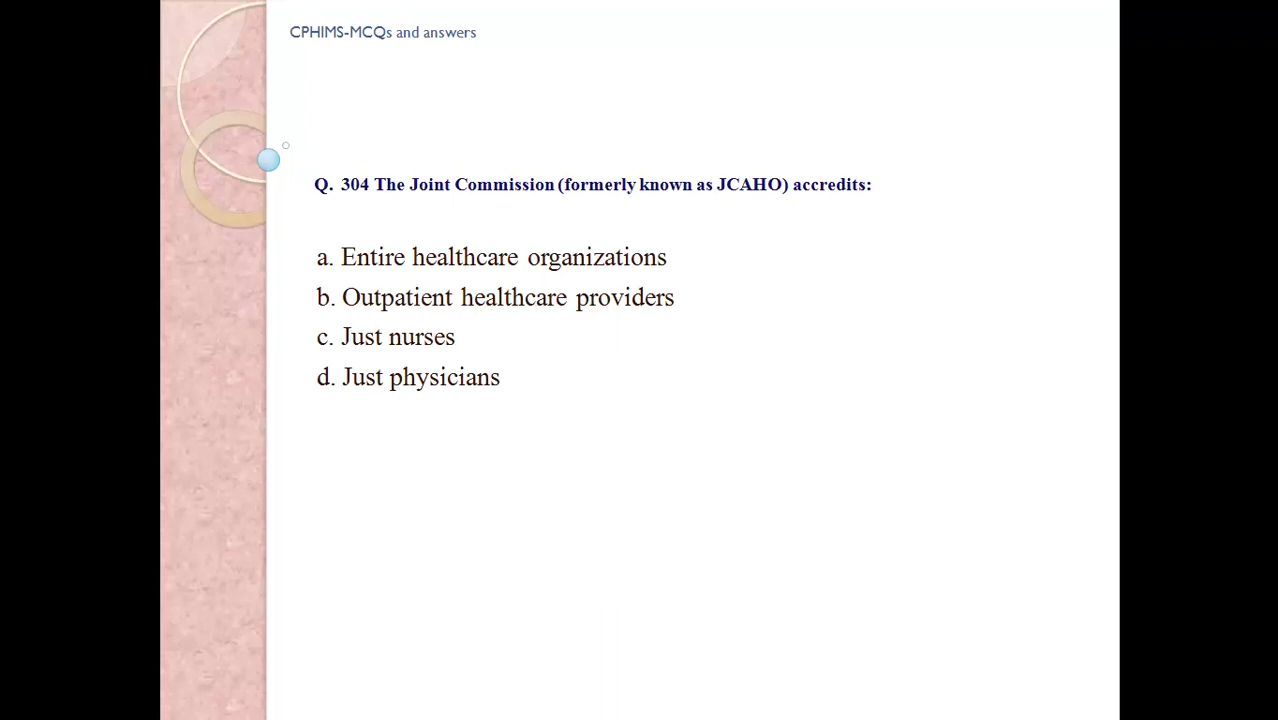 CPHIMS-MCQs and answers
Q. 304 The Joint Commission (formerly known as JCAHO) accredits:
a. Entire healthcare organizations
b. Outpatient healthcare providers
c. Just nurses
d. Just physicians